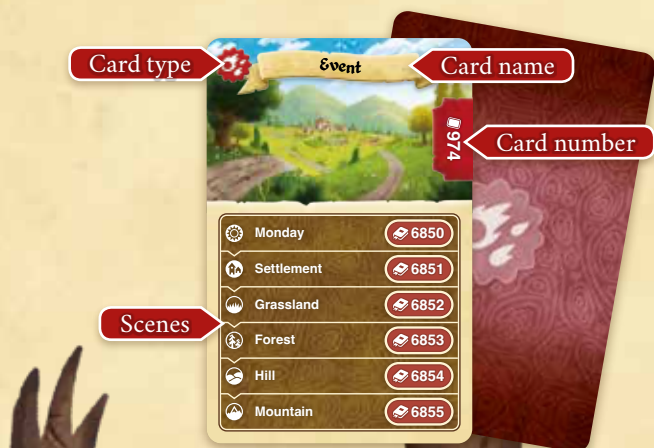 Card type
Event
Card name
974
Card number
Monday 6850
Settlement 6851
Grassland 6852
Scenes
Forest 6853
Hill 6854
Mountain 6855